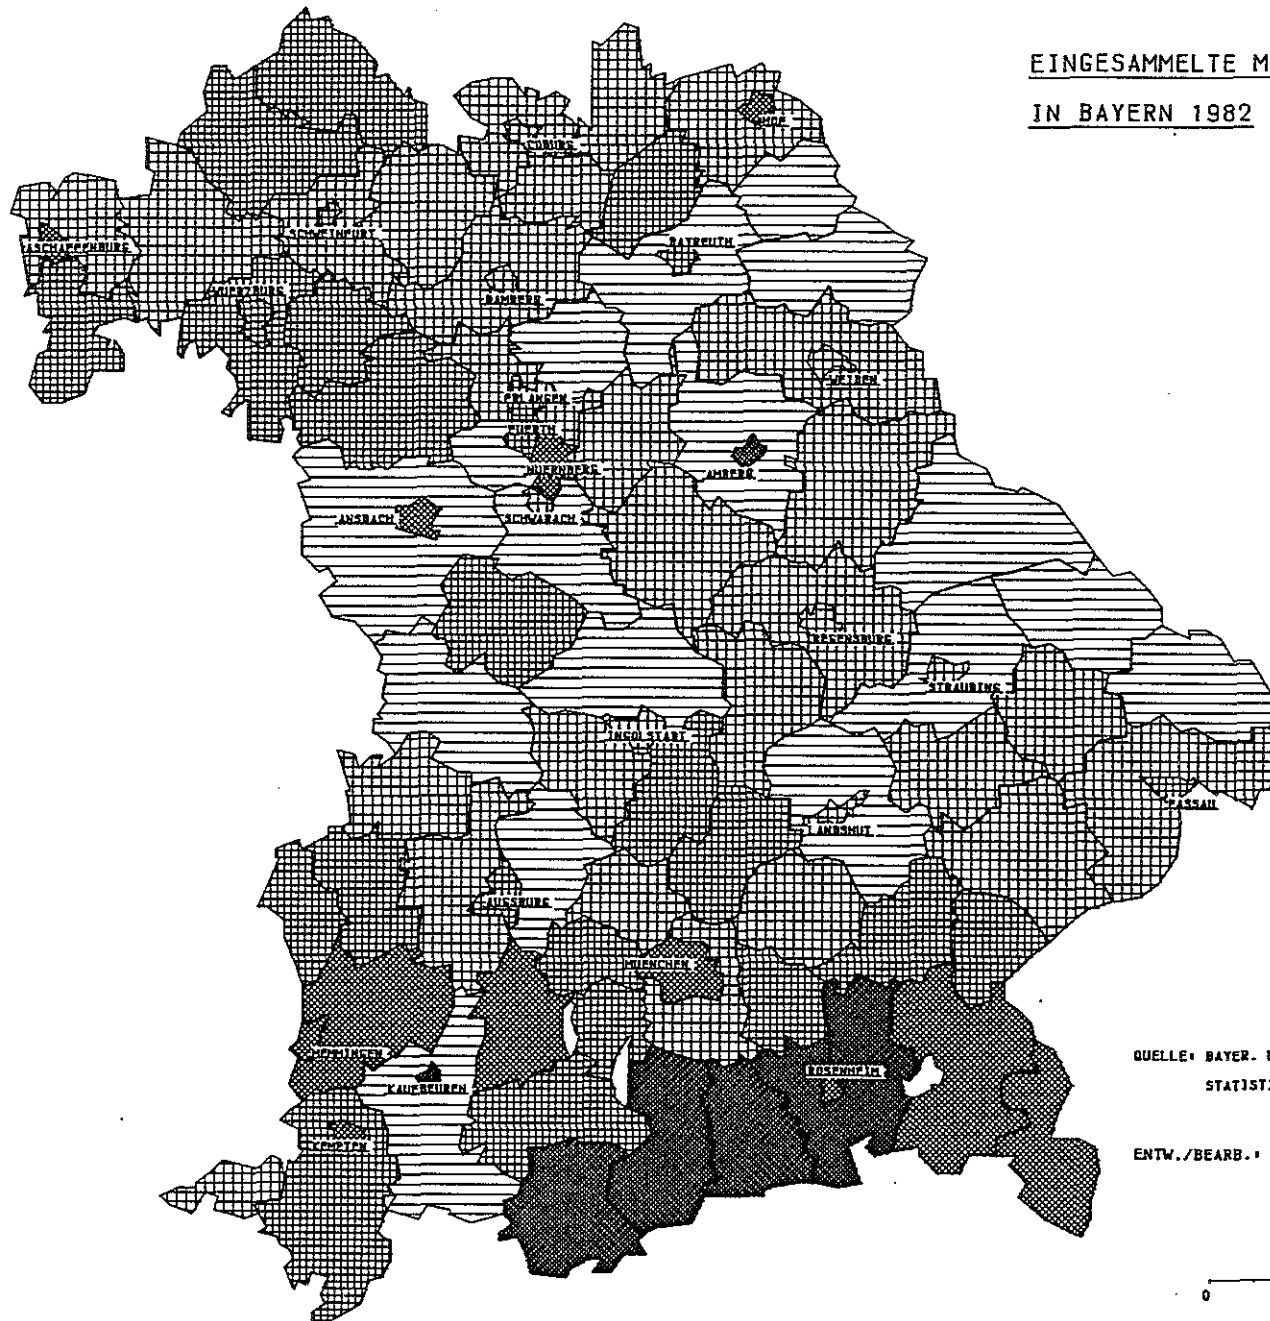 EINGESAMMELTE M
IN BAYERN 1982
HOF
COBURG
ASCHAFFENBURG
SCHWEINFURT
BAYREUTH
WUERZBURG
BAMBERG
WEIDEN
ERLANGEN
FUERTH
NUERNBERG
AMBERG
ANSBACH
SCHWABACH
REGENSBURG
STRAUBING
INGOLSTADT
PASSAU
LANDSHUT
AUGSBURG
MUENCHEN
MEMMINGEN
ROSENHEIM
KAUFBEUREN
KEMPTEN
QUELLE: BAYER.
STATIST
ENTW./BEARB.:
0